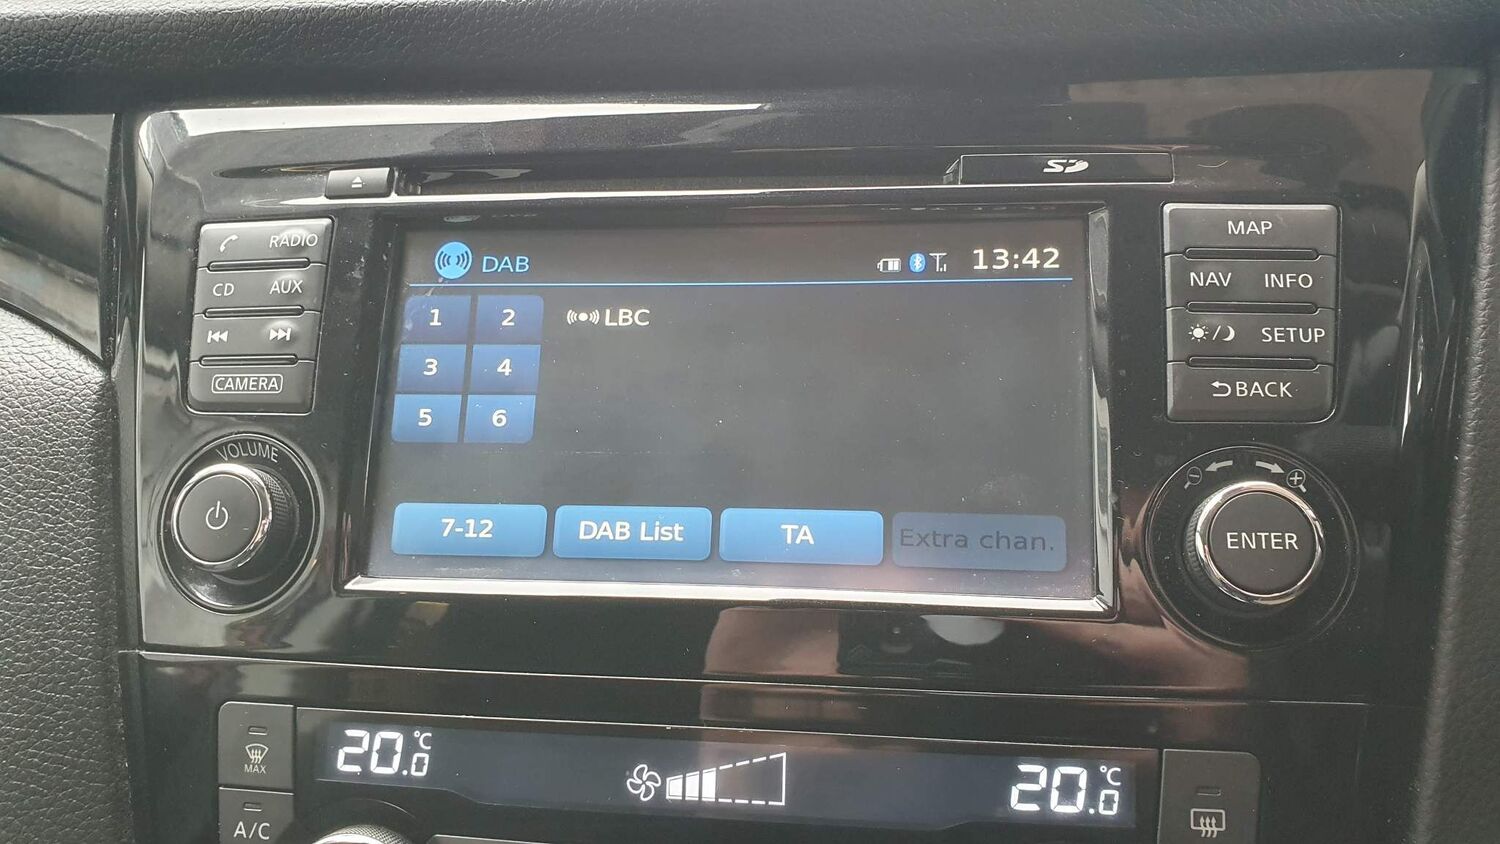 SD
RADIO
CD AUX
CAMERA
VOLUME
DAB
13:42
1 2
3 4
5 6
LBC
7-12
DAB List
TA
Extra chan.
MAP
NAV INFO
SETUP
BACK
ENTER
20.0 °C
20.0 °C
MAX
A/C